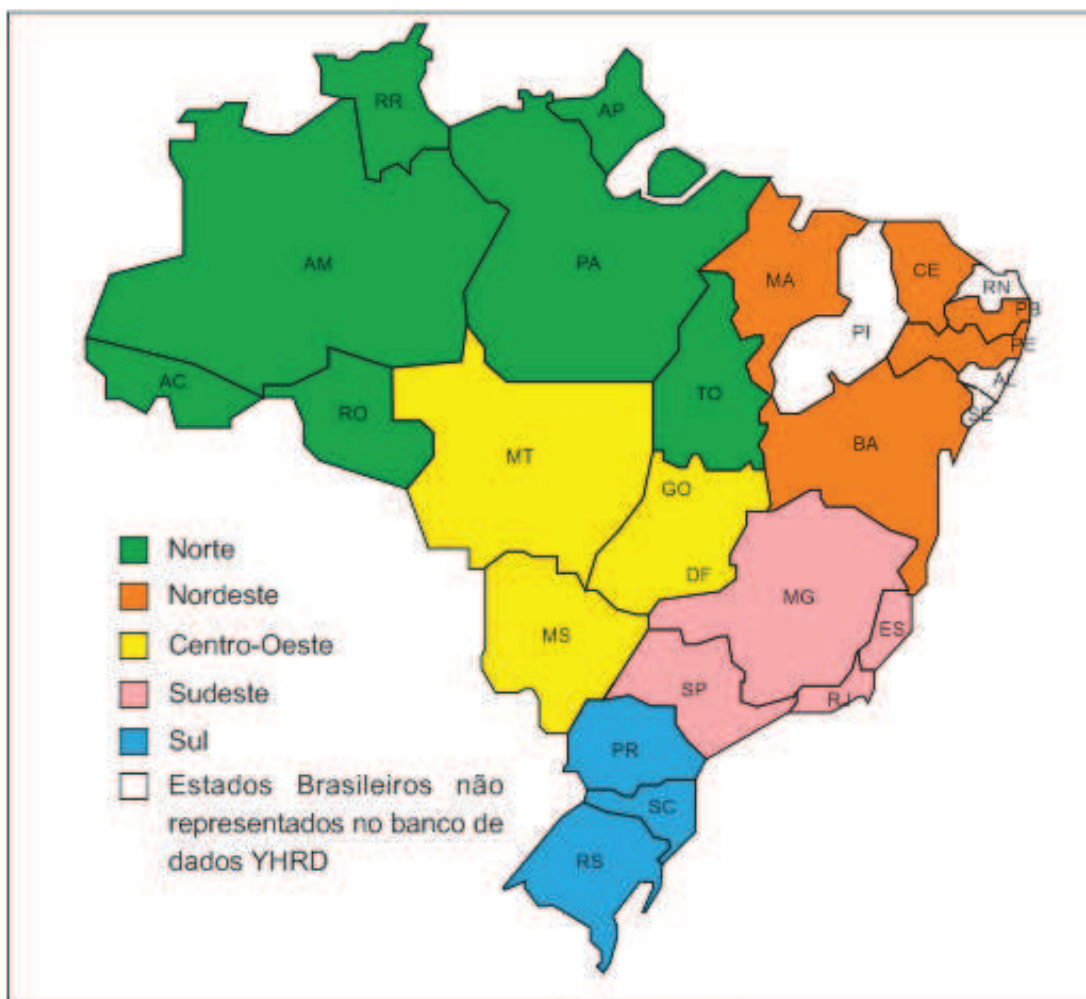 RR
AP
AM
PA
MA
CE
RN
PB
PI
PE
AC
TO
AL
RO
SE
BA
MT
GO
DF
MG
MS
ES
SP
RJ
PR
SC
RS
Norte
Nordeste
Centro-Oeste
Sudeste
Sul
Estados Brasileiros não
representados no banco de
dados YHRD